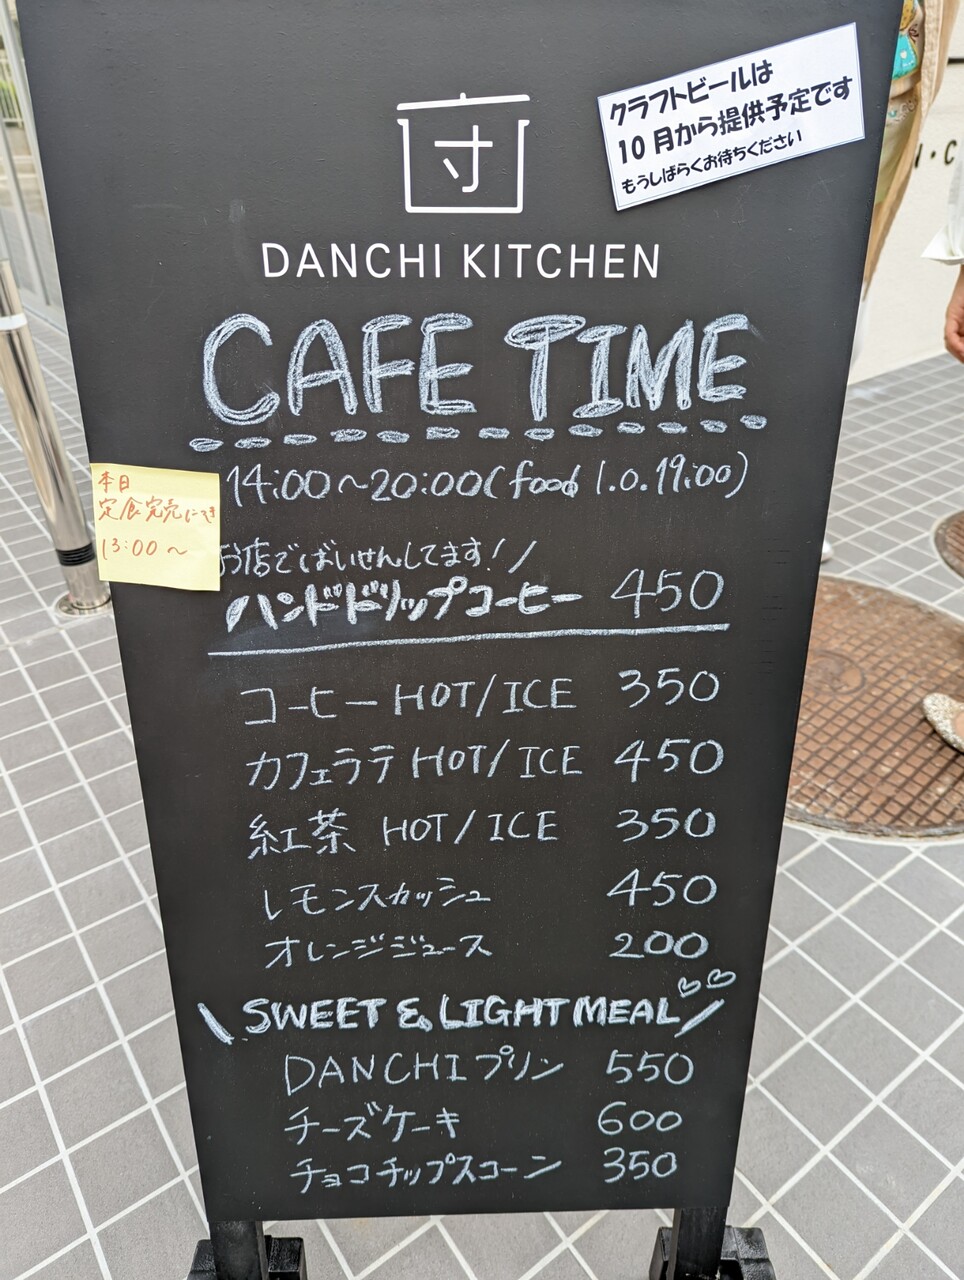 クラフトビールは
10月から提供予定です
もうしばらくお待ちください
DANCHI KITCHEN
CAFE TIME
14:00~20:00(food l.o.19:00)
本日
定食完売につき
13:00~
お店でばいせんしてます!/
ハンドドリップコーヒー 450
コーヒー HOT/ICE 350
カフェラテ HOT/ICE 450
紅茶 HOT/ICE 350
レモンスカッシュ 450
オレンジジュース 200
\ SWEET & LIGHT MEAL /
DANCHIプリン 550
チーズケーキ 600
チョコチップスコーン 350